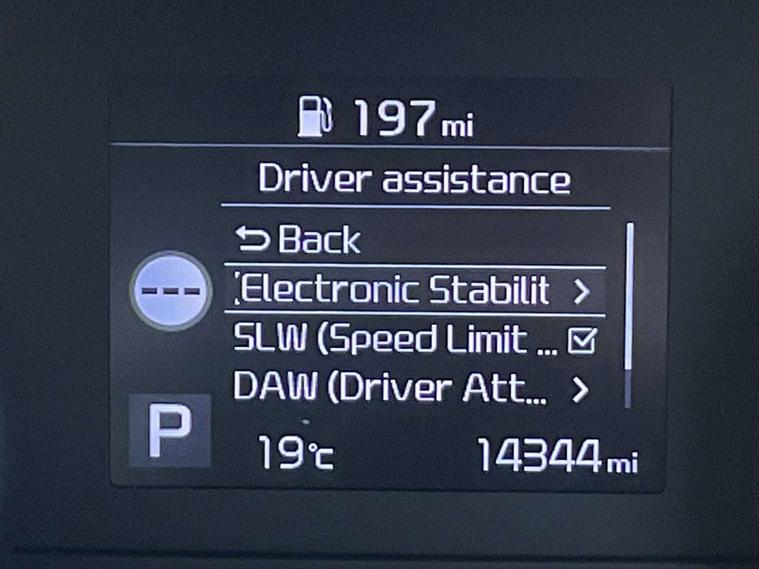 197mi
Driver assistance
Back
Electronic Stabilit
SLW (Speed Limit ...
---
DAW (Driver Att...
P
19°C
14344mi